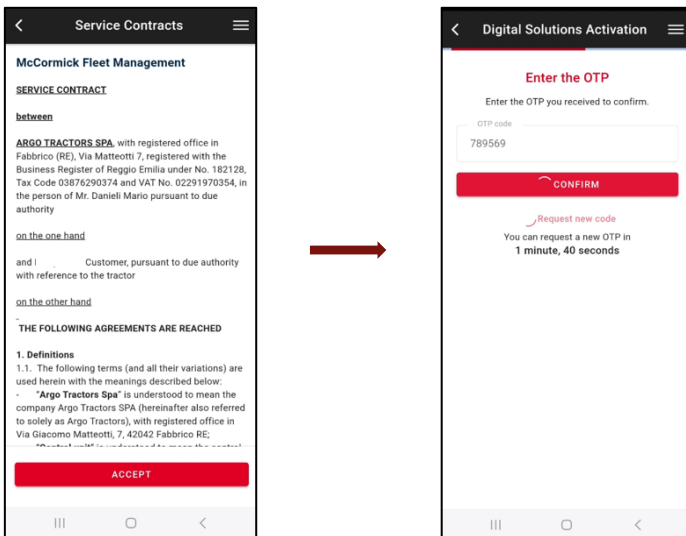 Service Contracts
McCormick Fleet Management
SERVICE CONTRACT
between
ARGO TRACTORS SPA, with registered office in
Fabbrico (RE), Via Matteotti 7, registered with the
Business Register of Reggio Emilia under No. 182128,
Tax Code 03876290374 and VAT No. 02291970354, in
the person of Mr. Danieli Mario pursuant to due
authority
on the one hand
and Customer, pursuant to due authority
with reference to the tractor
on the other hand
THE FOLLOWING AGREEMENTS ARE REACHED
1. Definitions
1.1. The following terms (and all their variations) are
used herein with the meanings described below:
- "Argo Tractors Spa" is understood to mean the
company Argo Tractors SPA (hereinafter also referred
to solely as Argo Tractors), with registered office in
Via Giacomo Matteotti, 7, 42042 Fabbrico RE;
"Control unit" is understood to mean the control
ACCEPT
Digital Solutions Activation
Enter the OTP
Enter the OTP you received to confirm.
OTP code
789569
CONFIRM
Request new code
You can request a new OTP in
1 minute, 40 seconds